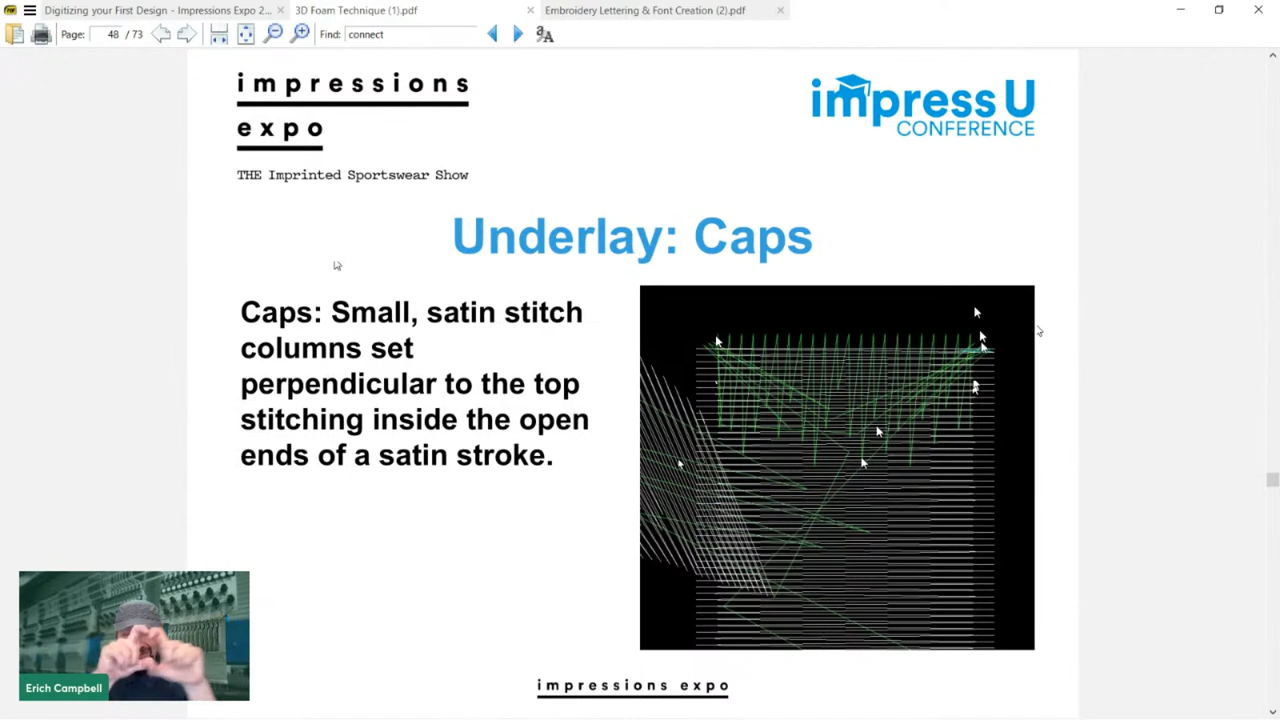 Digitizing your First Design - Impressions Expo 2...
3D Foam Technique (1).pdf
Embroidery Lettering & Font Creation (2).pdf
Page: 48 / 73
Find: connect
impressions
expo
THE Imprinted Sportswear Show
impress U
CONFERENCE
Underlay: Caps
Caps: Small, satin stitch
columns set
perpendicular to the top
stitching inside the open
ends of a satin stroke.
Erich Campbell
impressions expo